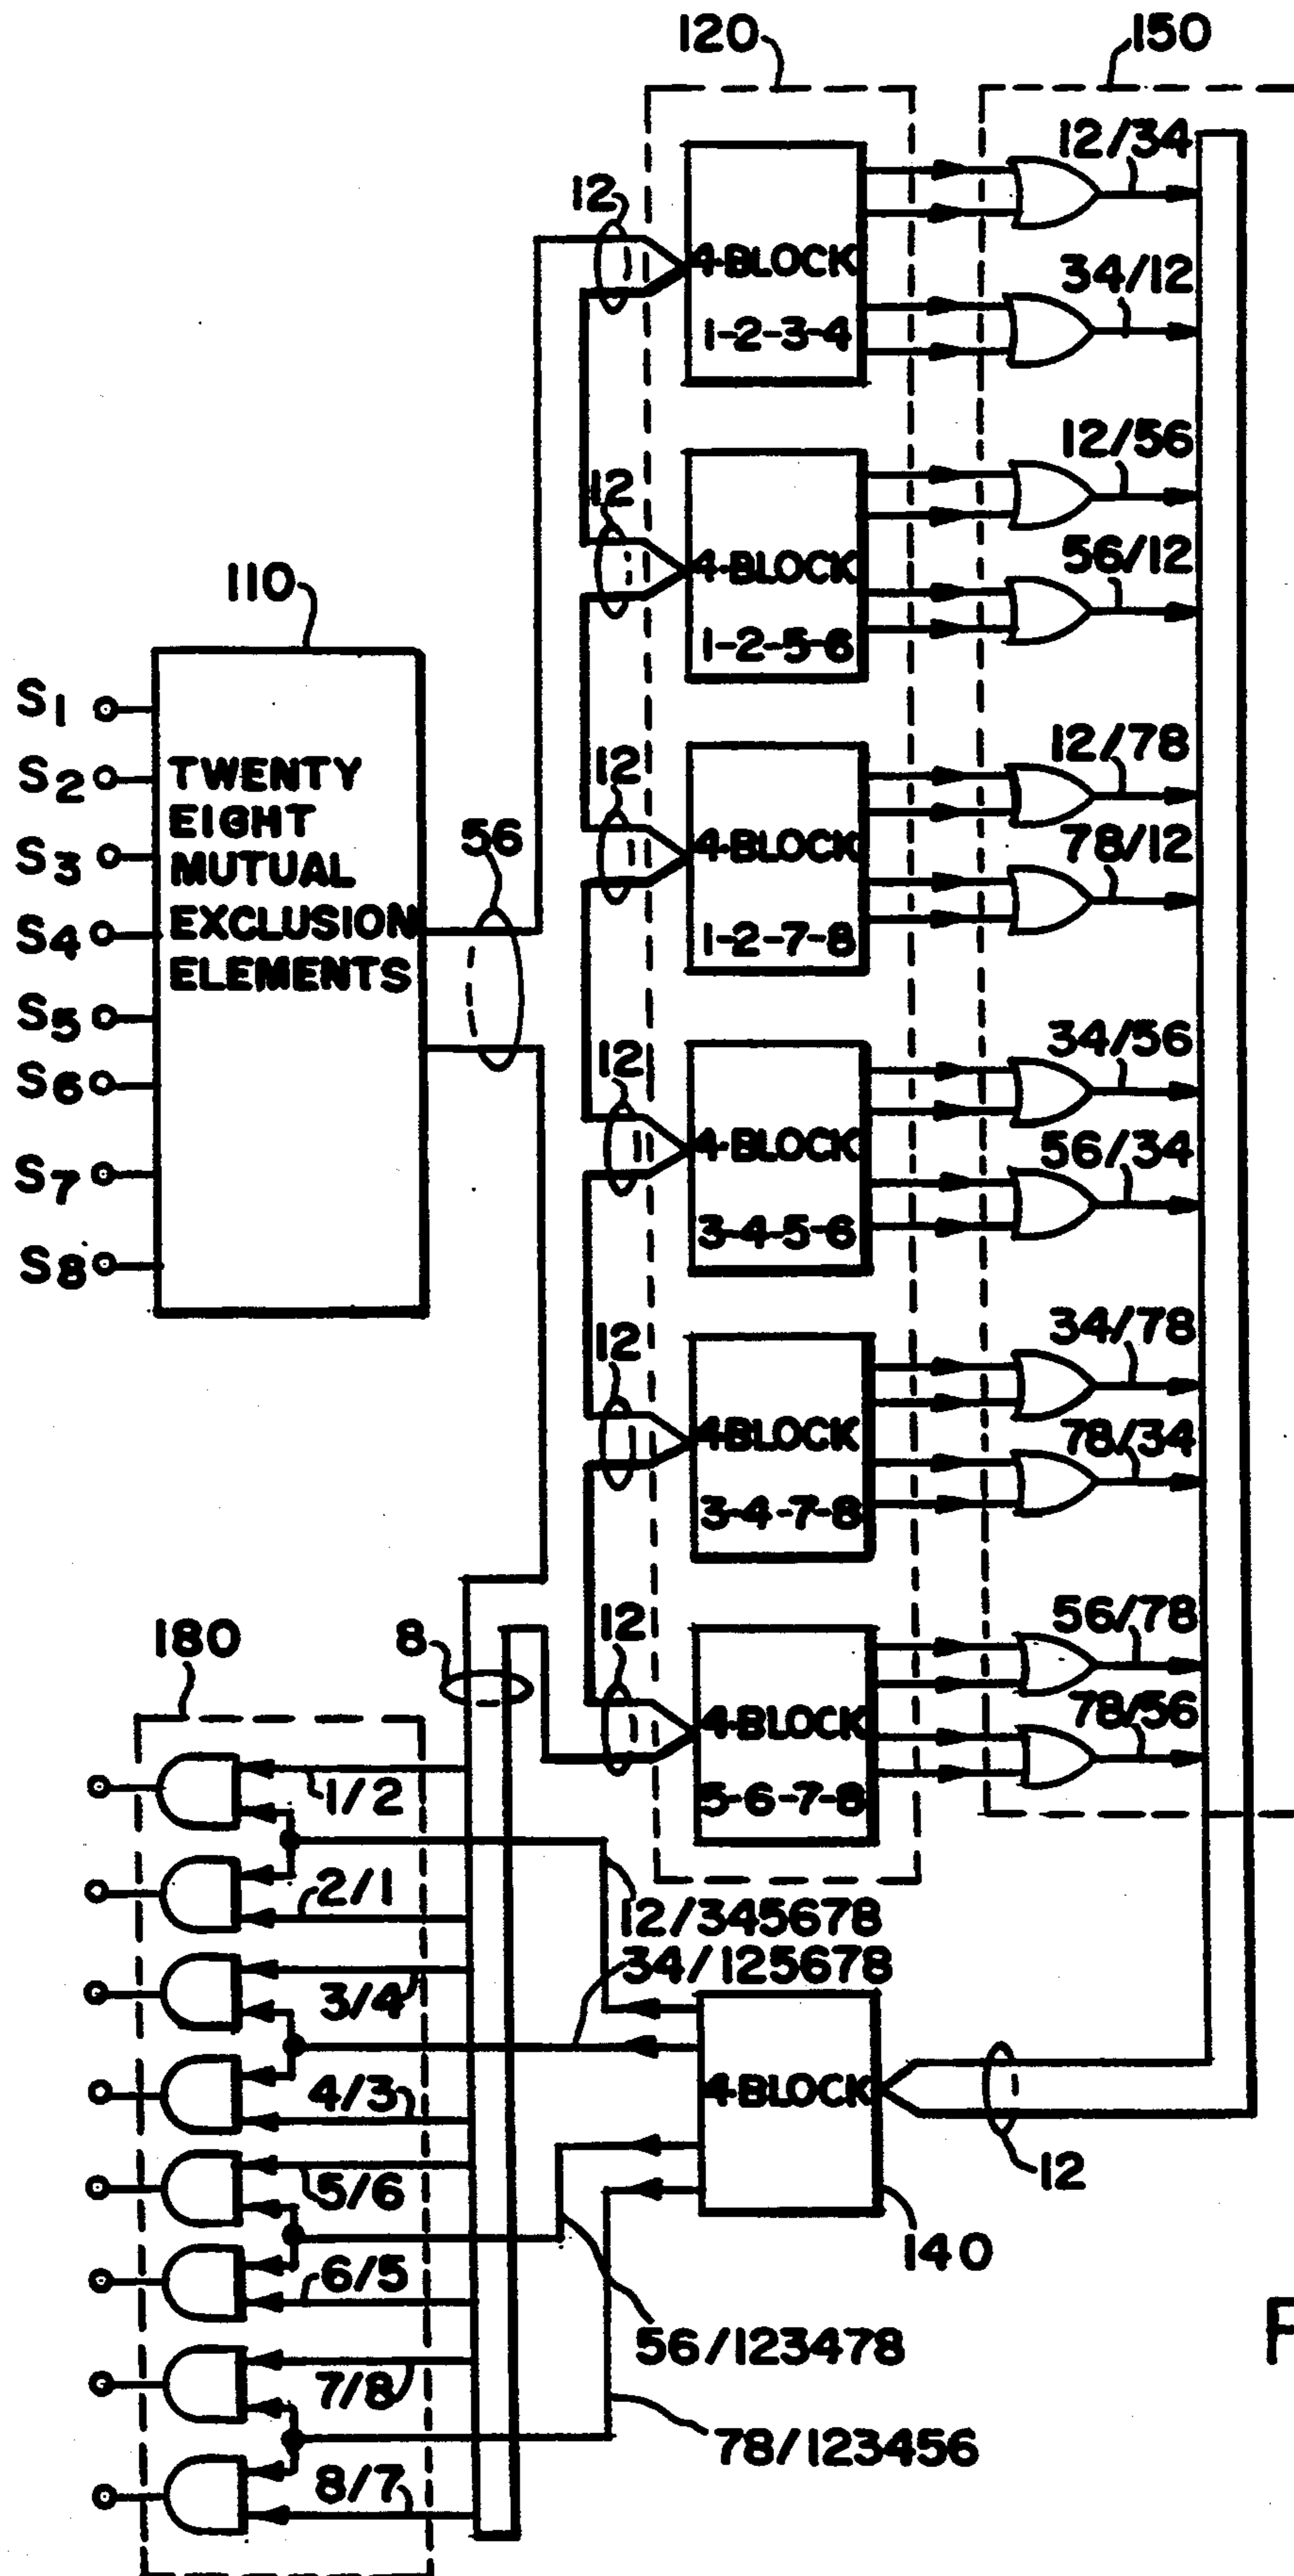 120
150
12/34
12
4-BLOCK
1-2-3-4
34/12
12/56
12
4-BLOCK
1-2-5-6
56/12
110
S1
S2
S3
S4
S5
S6
S7
S8
TWENTY
EIGHT
MUTUAL
EXCLUSION
ELEMENTS
56
12/78
12
4-BLOCK
1-2-7-8
78/12
34/56
12
4-BLOCK
3-4-5-6
56/34
34/78
12
4-BLOCK
3-4-7-8
78/34
56/78
12
4-BLOCK
5-6-7-8
78/56
180
8
1/2
2/1
12/345678
34/125678
3/4
4/3
4-BLOCK
12
140
5/6
6/5
56/123478
7/8
78/123456
8/7
F